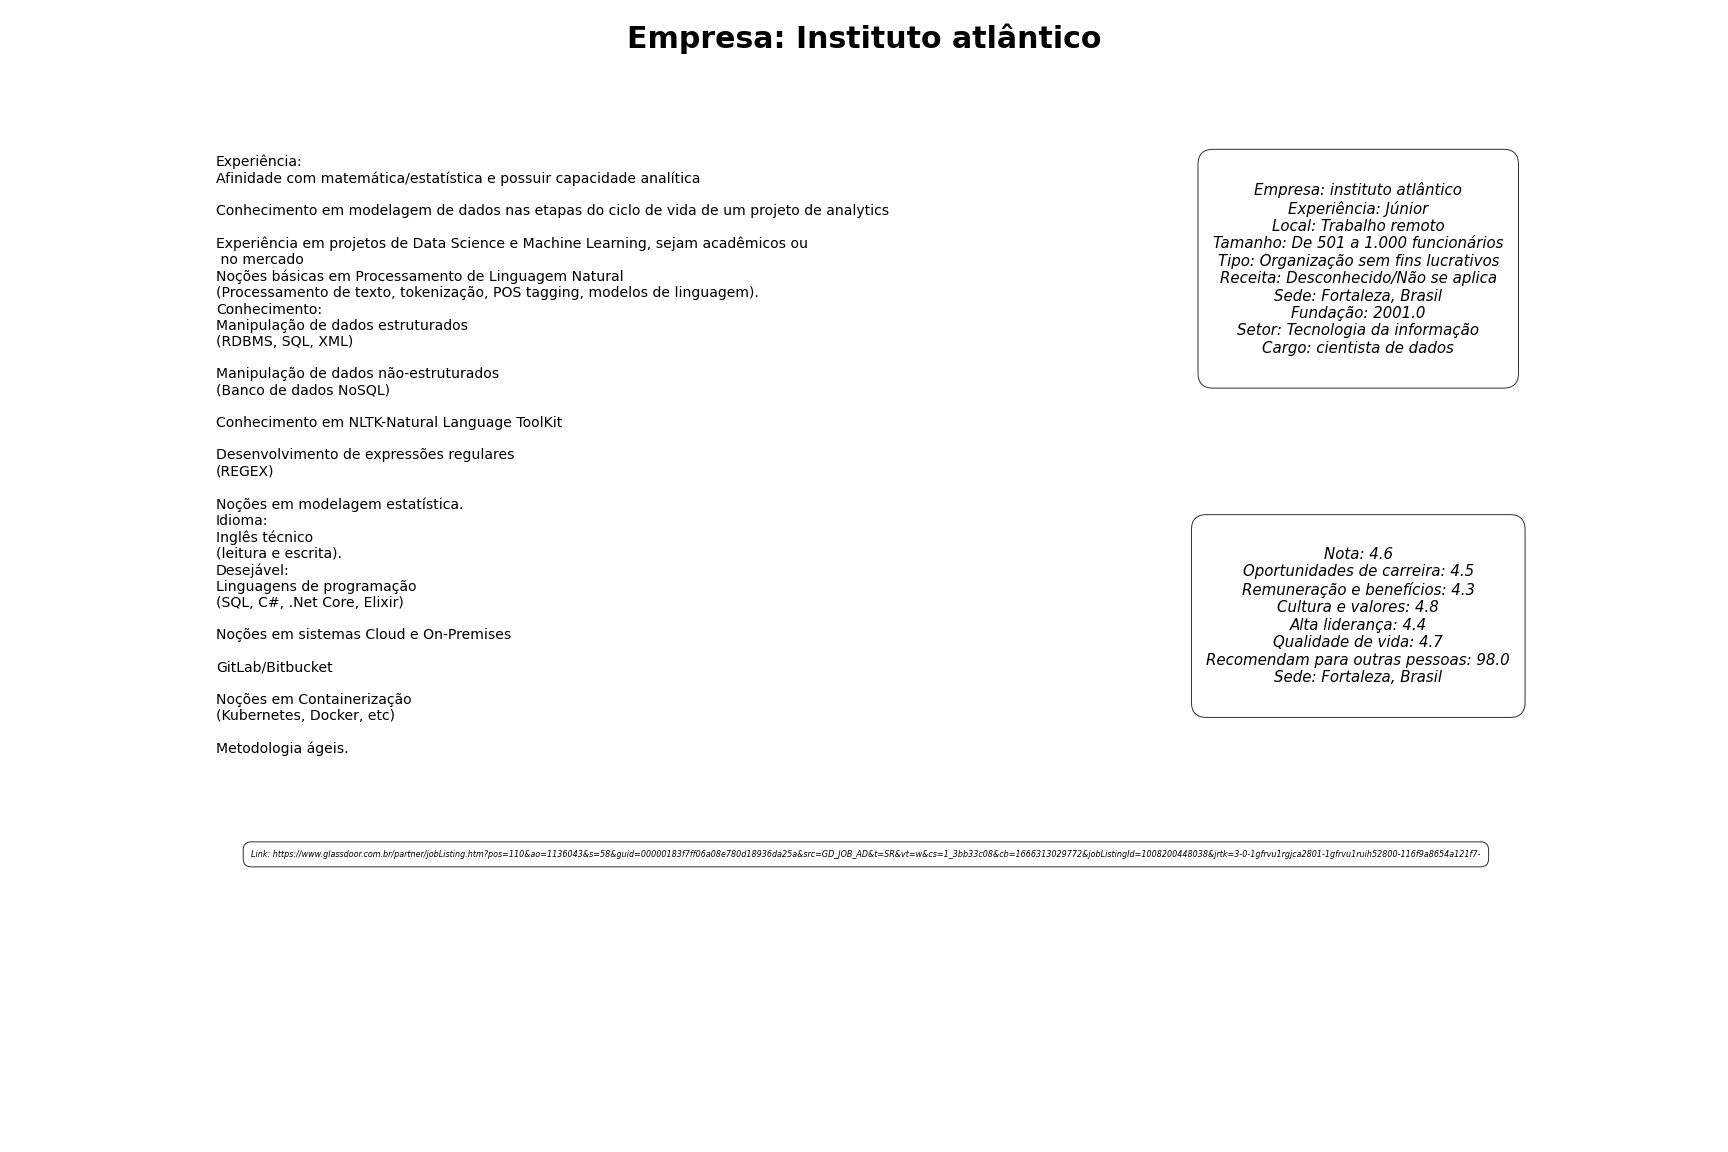 Empresa: Instituto atlântico
Experiência:
Afinidade com matemática/estatística e possuir capacidade analítica
Conhecimento em modelagem de dados nas etapas do ciclo de vida de um projeto de analytics
Experiência em projetos de Data Science e Machine Learning, sejam acadêmicos ou
no mercado
Noções básicas em Processamento de Linguagem Natural
(Processamento de texto, tokenização, POS tagging, modelos de linguagem).
Conhecimento:
Manipulação de dados estruturados
(RDBMS, SQL, XML)
Manipulação de dados não-estruturados
(Banco de dados NoSQL)
Conhecimento em NLTK-Natural Language ToolKit
Desenvolvimento de expressões regulares
(REGEX)
Noções em modelagem estatística.
Idioma:
Inglês técnico
(leitura e escrita).
Desejável:
Linguagens de programação
(SQL, C#, .Net Core, Elixir)
Noções em sistemas Cloud e On-Premises
GitLab/Bitbucket
Noções em Containerização
(Kubernetes, Docker, etc)
Metodologia ágeis.
Empresa: instituto atlântico
Experiência: Júnior
Local: Trabalho remoto
Tamanho: De 501 a 1.000 funcionários
Tipo: Organização sem fins lucrativos
Receita: Desconhecido/Não se aplica
Sede: Fortaleza, Brasil
Fundação: 2001.0
Setor: Tecnologia da informação
Cargo: cientista de dados
Nota: 4.6
Oportunidades de carreira: 4.5
Remuneração e benefícios: 4.3
Cultura e valores: 4.8
Alta liderança: 4.4
Qualidade de vida: 4.7
Recomendam para outras pessoas: 98.0
Sede: Fortaleza, Brasil
Link: https://www.glassdoor.com.br/partner/jobListing.htm?pos=110&ao=1136043&s=58&guid=00000183f7ff06a08e780d18936da25a&src=GD_JOB_AD&t=SR&vt=w&cs=1_3bb33c08&cb=1666313029772&jobListingId=1008200448038&jrtk=3-0-1gfrvu1rgjca2801-1gfrvu1ruih52800-116f9a8654a121f7-